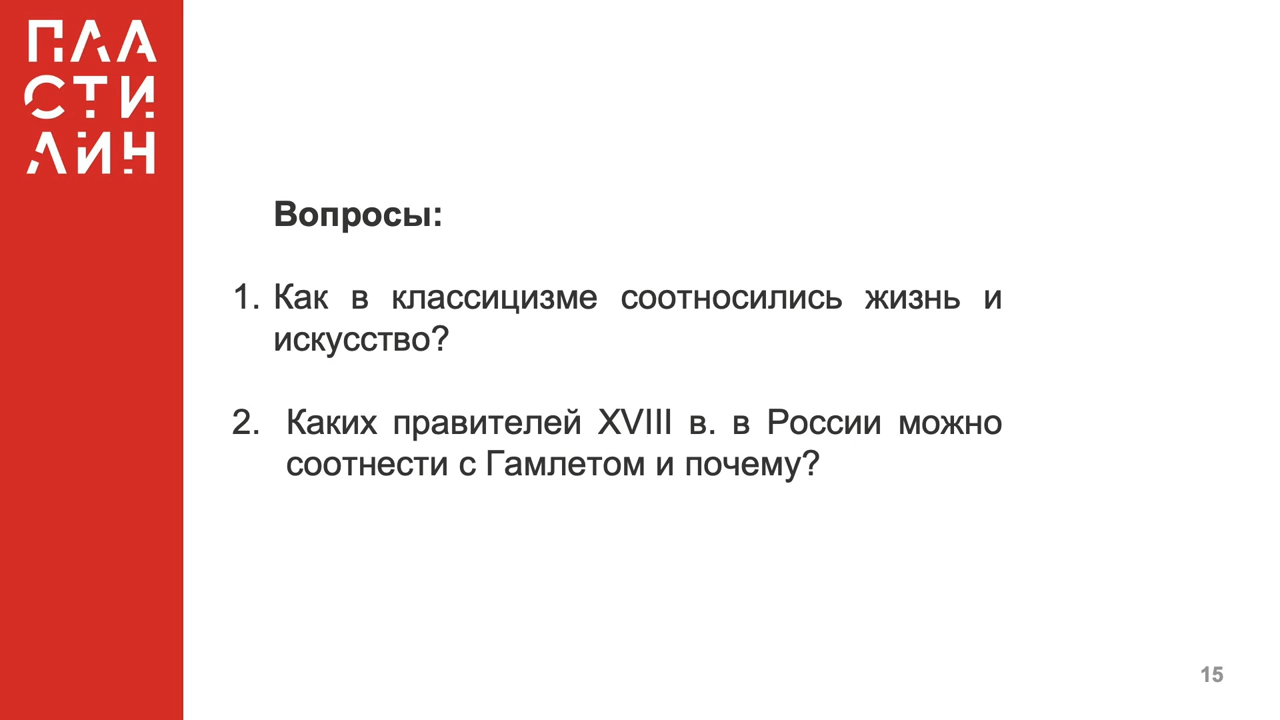 ПЛА
СТИ
ЛИН
Вопросы:
1. Как в классицизме соотносились жизнь и
искусство?
2. Каких правителей XVIII в. в России можно
соотнести с Гамлетом и почему?
15